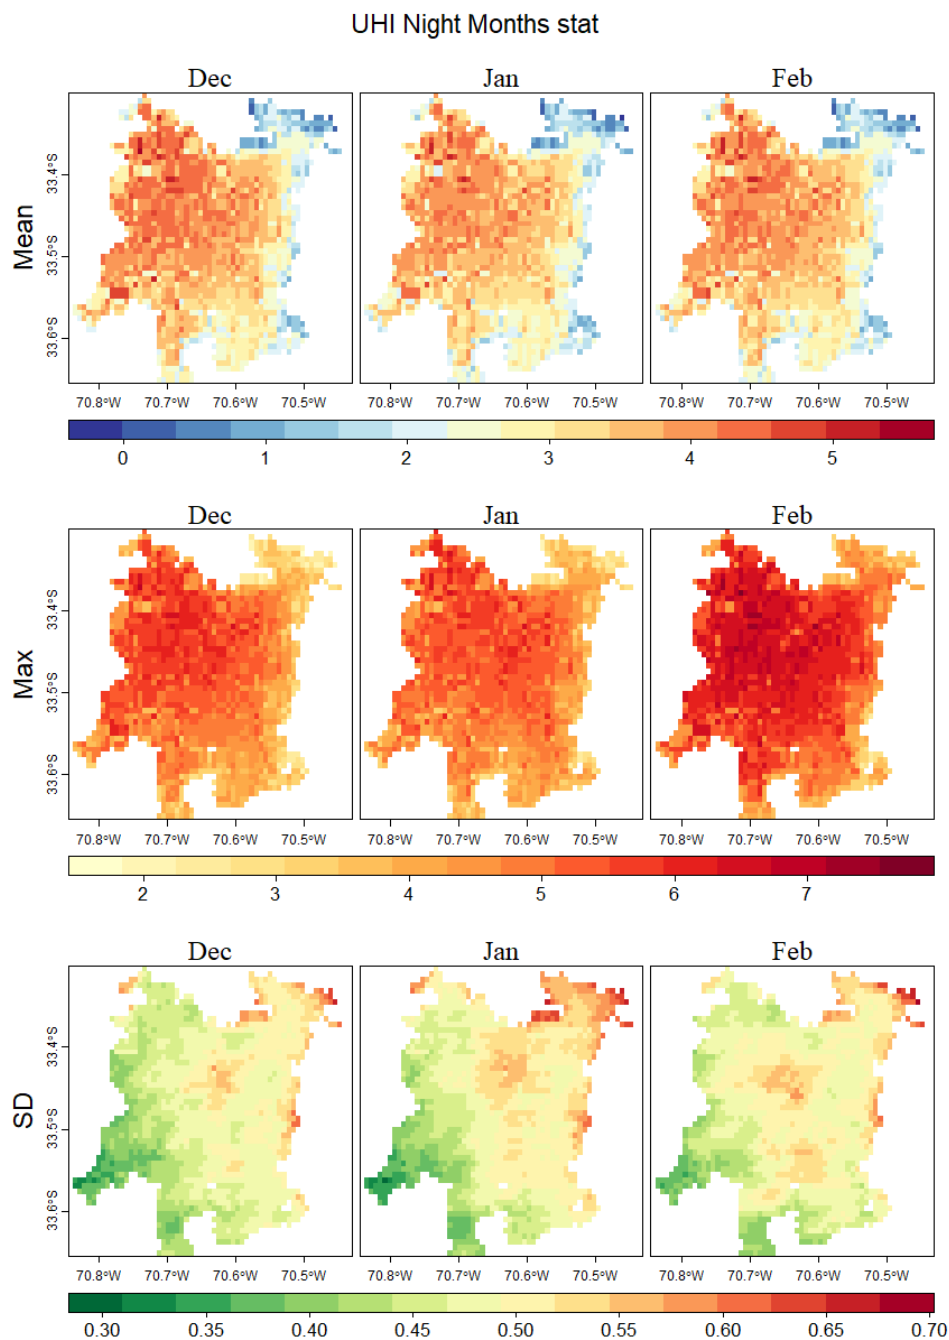 UHI Night Months stat
Dec Jan Feb
Mean
33.4°S
33.5°S
33.6°S
70.8°W 70.7°W 70.6°W 70.5°W 70.8°W 70.7°W 70.6°W 70.5°W 70.8°W 70.7°W 70.6°W 70.5°W
0 1 2 3 4 5
Dec Jan Feb
Max
33.4°S
33.5°S
33.6°S
70.8°W 70.7°W 70.6°W 70.5°W 70.8°W 70.7°W 70.6°W 70.5°W 70.8°W 70.7°W 70.6°W 70.5°W
2 3 4 5 6 7
Dec Jan Feb
SD
33.4°S
33.5°S
33.6°S
70.8°W 70.7°W 70.6°W 70.5°W 70.8°W 70.7°W 70.6°W 70.5°W 70.8°W 70.7°W 70.6°W 70.5°W
0.30 0.35 0.40 0.45 0.50 0.55 0.60 0.65 0.70